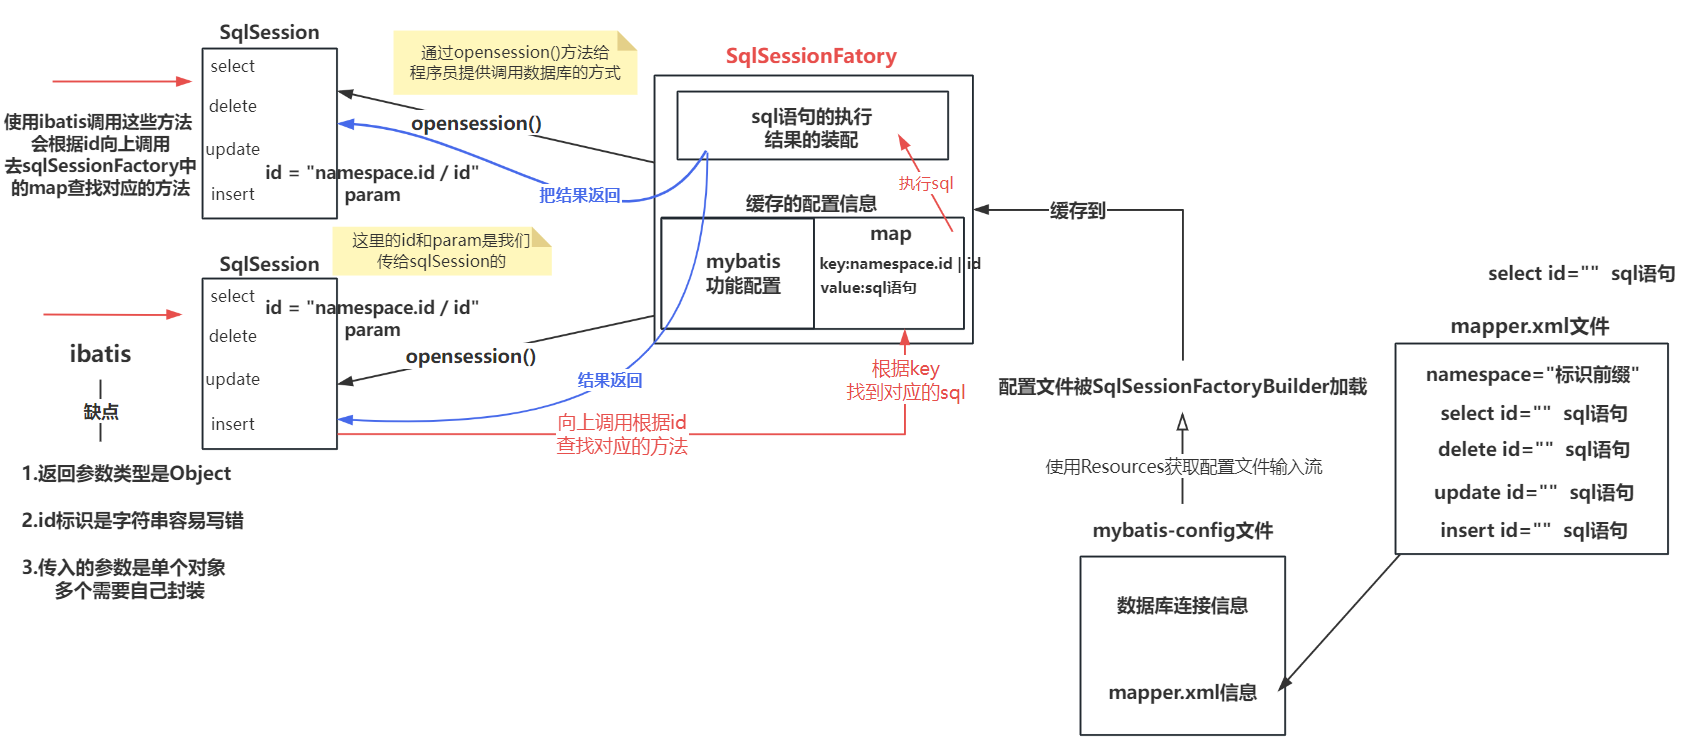 SqlSession
select
delete
update
insert
使用ibatis调用这些方法
会根据id向上调用
去sqlSessionFactory中
的map查找对应的方法
id = "namespace.id / id"
param
通过opensession()方法给
程序员提供调用数据库的方式
opensession()
把结果返回
这里的id和param是我们
传给sqlSession的
SqlSession
select
delete
update
insert
id = "namespace.id / id"
param
opensession()
结果返回
向上调用根据id
查找对应的方法
ibatis
缺点
1.返回参数类型是Object
2.id标识是字符串容易写错
3.传入的参数是单个对象
多个需要自己封装
SqlSessionFatory
sql语句的执行
结果的装配
执行sql
缓存的配置信息
mybatis
功能配置
map
key:namespace.id | id
value:sql语句
根据key
找到对应的sql
缓存到
配置文件被SqlSessionFactoryBuilder加载
使用Resources获取配置文件输入流
mybatis-config文件
数据库连接信息
mapper.xml信息
select id="" sql语句
mapper.xml文件
namespace="标识前缀"
select id="" sql语句
delete id="" sql语句
update id="" sql语句
insert id="" sql语句